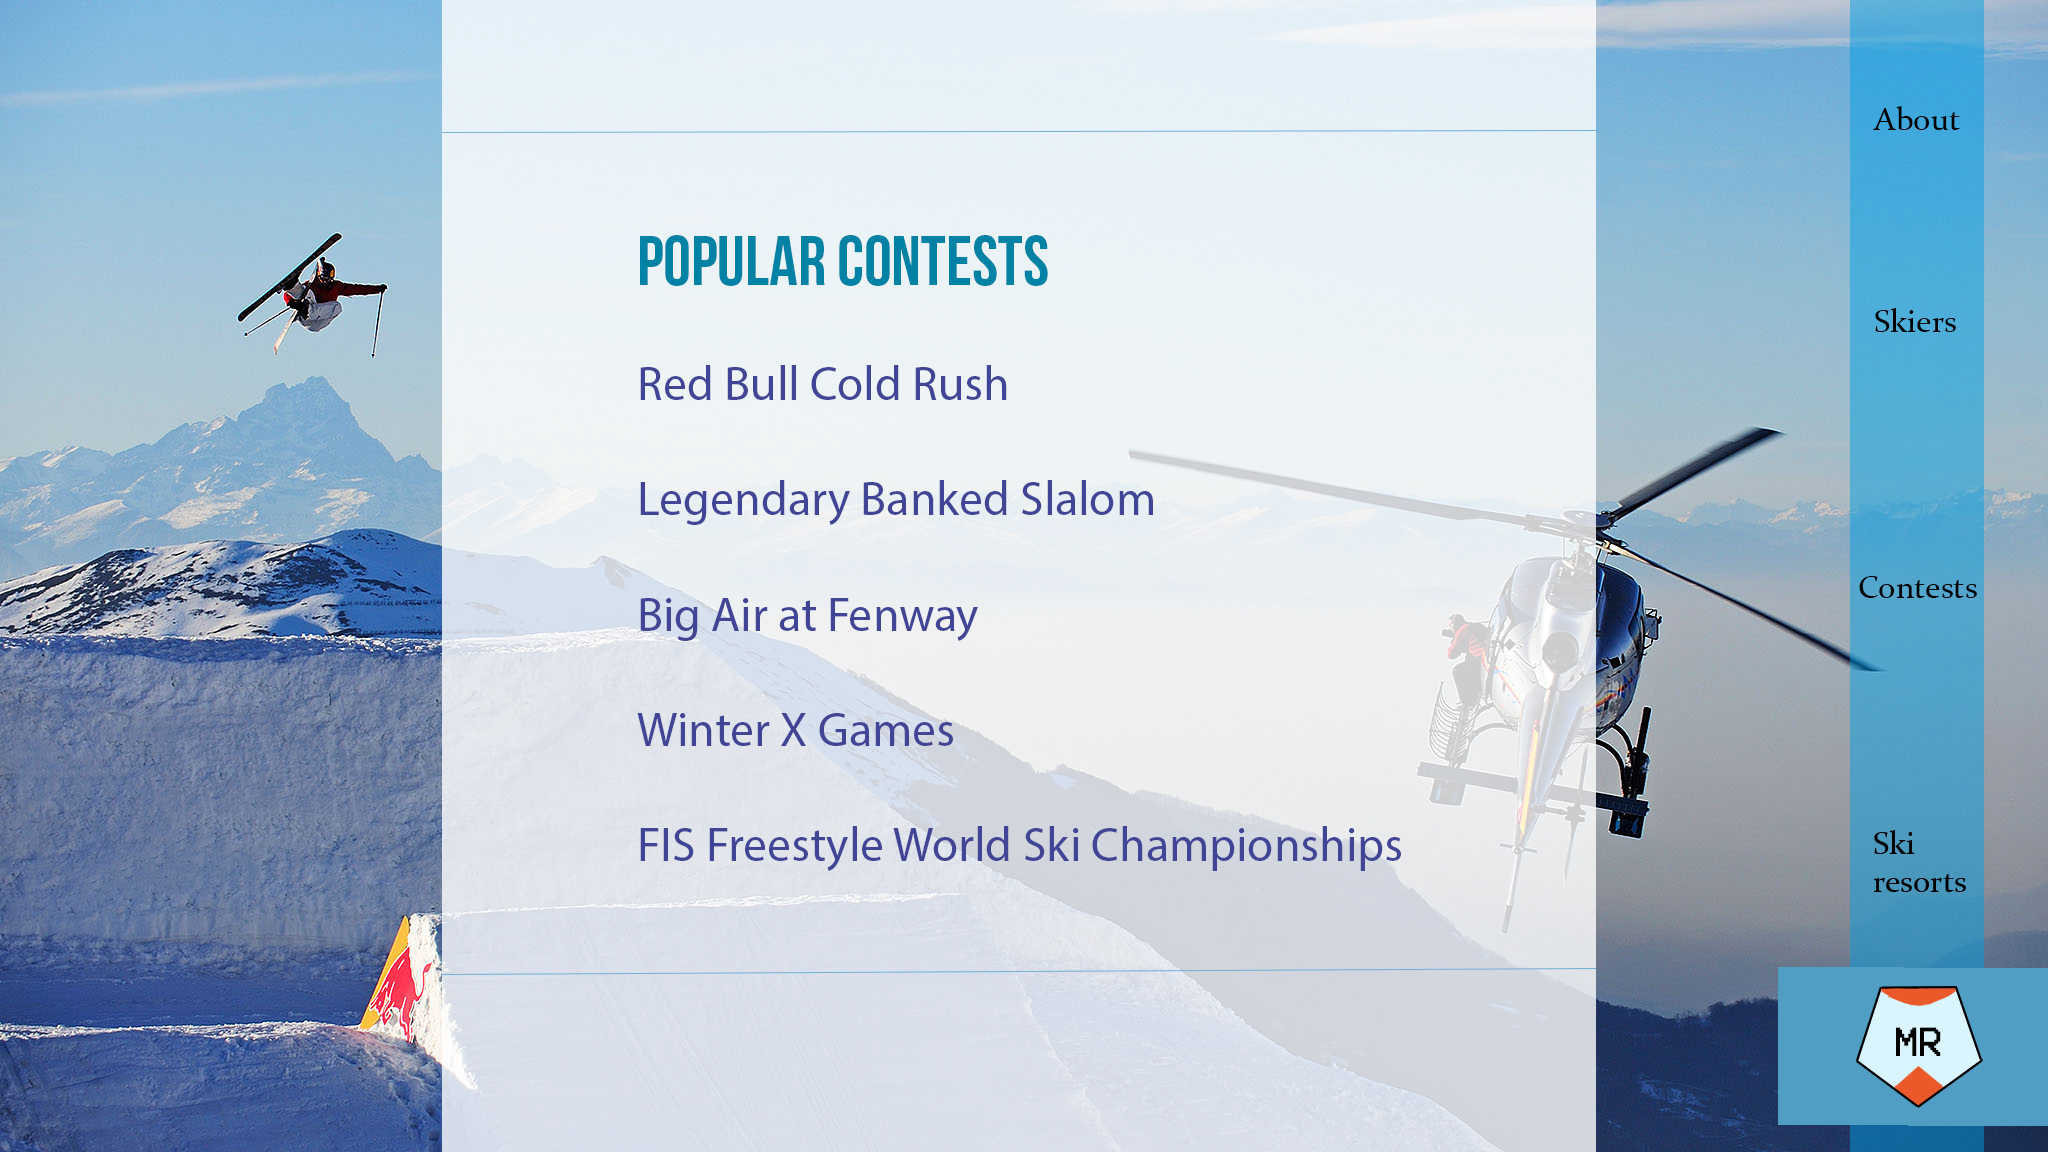 POPULAR CONTESTS
Red Bull Cold Rush
Legendary Banked Slalom
Big Air at Fenway
Winter X Games
FIS Freestyle World Ski Championships
About
Skiers
Contests
Ski
resorts
MR